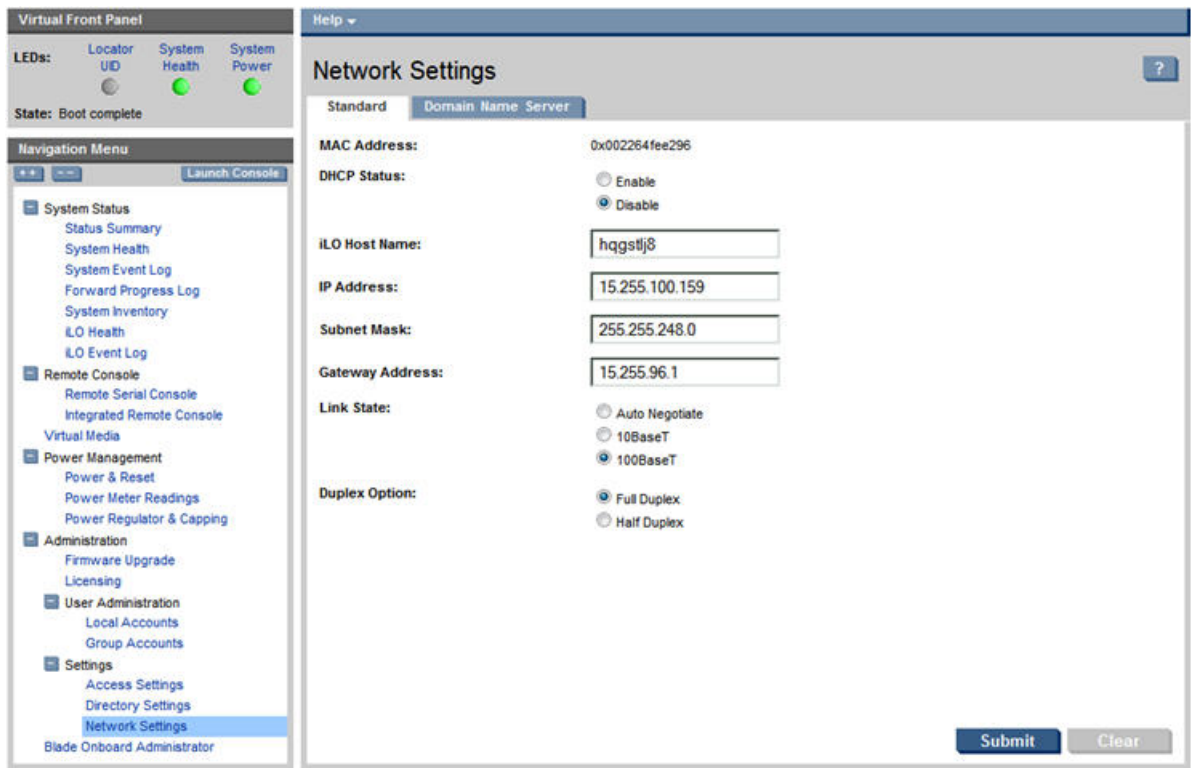 Virtual Front Panel
LEDs:
Locator UID
System Health
System Power
State: Boot complete
Navigation Menu
++ -- Launch Console
System Status
Status Summary
System Health
System Event Log
Forward Progress Log
System Inventory
iLO Health
iLO Event Log
Remote Console
Remote Serial Console
Integrated Remote Console
Virtual Media
Power Management
Power & Reset
Power Meter Readings
Power Regulator & Capping
Administration
Firmware Upgrade
Licensing
User Administration
Local Accounts
Group Accounts
Settings
Access Settings
Directory Settings
Network Settings
Blade Onboard Administrator
Help
Network Settings
?
Standard Domain Name Server
MAC Address: 0x002264fee296
DHCP Status: Enable
Disable
iLO Host Name: hqgstlj8
IP Address: 15.255.100.159
Subnet Mask: 255.255.248.0
Gateway Address: 15.255.96.1
Link State: Auto Negotiate
10BaseT
100BaseT
Duplex Option: Full Duplex
Half Duplex
Submit Clear